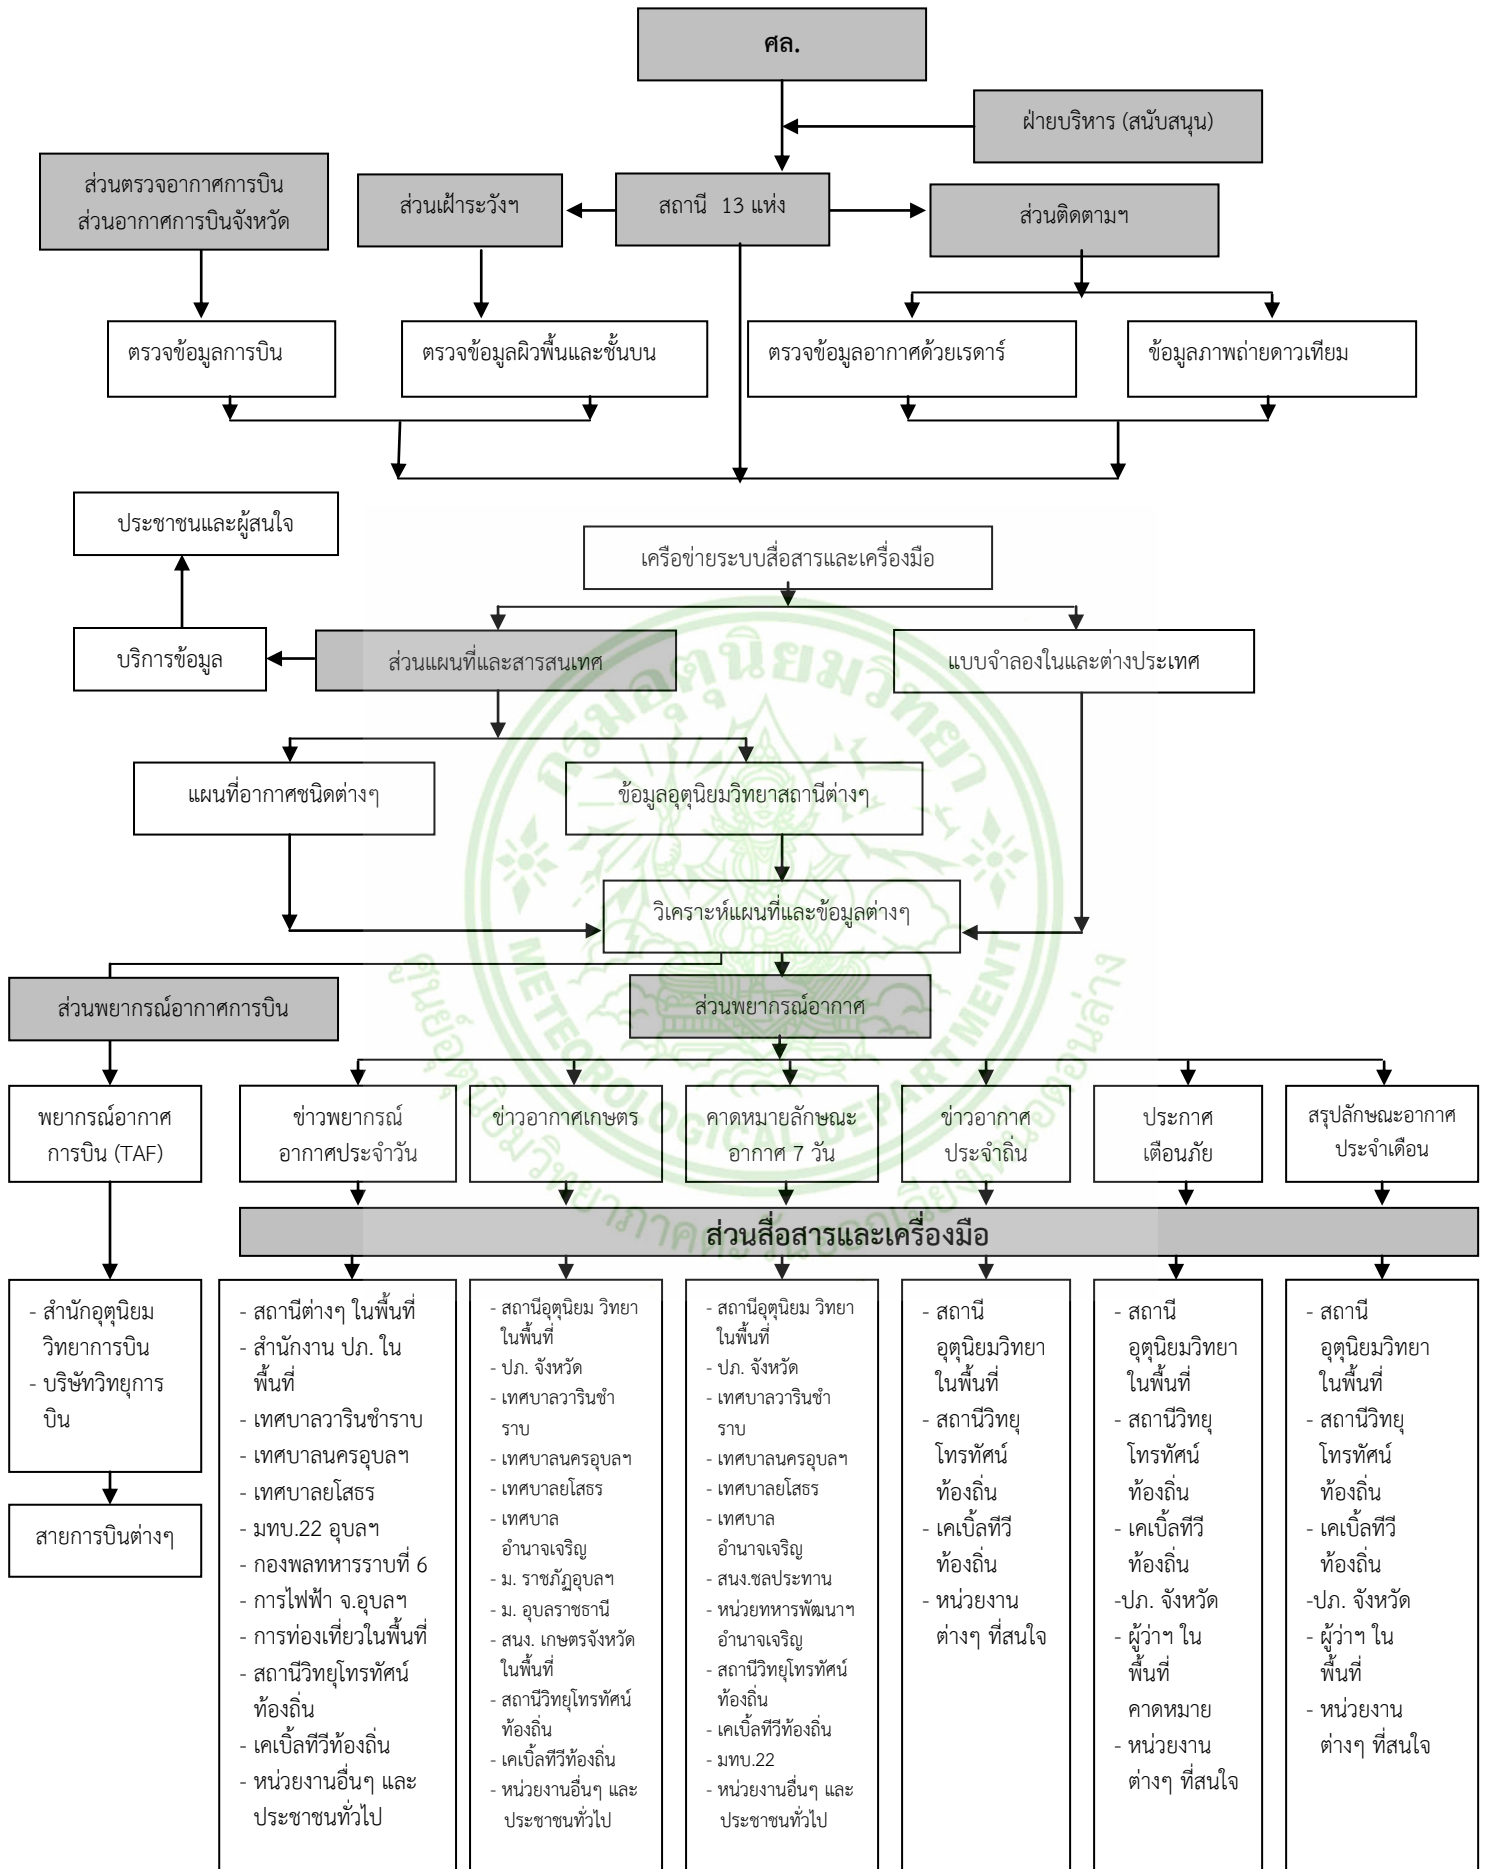 ศล.
ฝ่ายบริหาร (สนับสนุน)
ส่วนตรวจอากาศการบิน
ส่วนอากาศการบินจังหวัด
ส่วนเฝ้าระวังฯ
สถานี 13 แห่ง
ส่วนติดตามฯ
ตรวจข้อมูลการบิน
ตรวจข้อมูลผิวพื้นและชั้นบน
ตรวจข้อมูลอากาศด้วยเรดาร์
ข้อมูลภาพถ่ายดาวเทียม
ประชาชนและผู้สนใจ
เครือข่ายระบบสื่อสารและเครื่องมือ
บริการข้อมูล
ส่วนแผนที่และสารสนเทศ
แบบจำลองในและต่างประเทศ
กรมอุตุนิยมวิทยา
แผนที่อากาศชนิดต่างๆ
ข้อมูลอุตุนิยมวิทยาสถานีต่างๆ
วิเคราะห์แผนที่และข้อมูลต่างๆ
METEOROLOGICAL DEPARTMENT
ศูนย์อุตุนิยมวิทยาภาคตะวันออกเฉียงเหนือตอนล่าง
ส่วนพยากรณ์อากาศการบิน
ส่วนพยากรณ์อากาศ
พยากรณ์อากาศ
การบิน (TAF)
ข่าวพยากรณ์
อากาศประจำวัน
ข่าวอากาศเกษตร
คาดหมายลักษณะ
อากาศ 7 วัน
ข่าวอากาศ
ประจำถิ่น
ประกาศ
เตือนภัย
สรุปลักษณะอากาศ
ประจำเดือน
ส่วนสื่อสารและเครื่องมือ
- สำนักอุตุนิยม
วิทยาการบิน
- บริษัทวิทยุการ
บิน
สายการบินต่างๆ
- สถานีต่างๆ ในพื้นที่
- สำนักงาน ปภ. ใน
พื้นที่
- เทศบาลวารินชำราบ
- เทศบาลนครอุบลฯ
- เทศบาลยโสธร
- มทบ.22 อุบลฯ
- กองพลทหารราบที่ 6
- การไฟฟ้า จ.อุบลฯ
- การท่องเที่ยวในพื้นที่
- สถานีวิทยุโทรทัศน์
ท้องถิ่น
- เคเบิ้ลทีวีท้องถิ่น
- หน่วยงานอื่นๆ และ
ประชาชนทั่วไป
- สถานีอุตุนิยม วิทยา
ในพื้นที่
- ปภ. จังหวัด
- เทศบาลวารินชำ
ราบ
- เทศบาลนครอุบลฯ
- เทศบาลยโสธร
- เทศบาล
อำนาจเจริญ
- ม. ราชภัฏอุบลฯ
- ม. อุบลราชธานี
- สนง. เกษตรจังหวัด
ในพื้นที่
- สถานีวิทยุโทรทัศน์
ท้องถิ่น
- เคเบิ้ลทีวีท้องถิ่น
- หน่วยงานอื่นๆ และ
ประชาชนทั่วไป
- สถานีอุตุนิยม วิทยา
ในพื้นที่
- ปภ. จังหวัด
- เทศบาลวารินชำ
ราบ
- เทศบาลนครอุบลฯ
- เทศบาลยโสธร
- เทศบาล
อำนาจเจริญ
- สนง.ชลประทาน
- หน่วยทหารพัฒนาฯ
อำนาจเจริญ
- สถานีวิทยุโทรทัศน์
ท้องถิ่น
- เคเบิ้ลทีวีท้องถิ่น
- มทบ.22
- หน่วยงานอื่นๆ และ
ประชาชนทั่วไป
- สถานี
อุตุนิยมวิทยา
ในพื้นที่
- สถานีวิทยุ
โทรทัศน์
ท้องถิ่น
- เคเบิ้ลทีวี
ท้องถิ่น
- หน่วยงาน
ต่างๆ ที่สนใจ
- สถานี
อุตุนิยมวิทยา
ในพื้นที่
- สถานีวิทยุ
โทรทัศน์
ท้องถิ่น
- เคเบิ้ลทีวี
ท้องถิ่น
-ปภ. จังหวัด
- ผู้ว่าฯ ใน
พื้นที่
คาดหมาย
- หน่วยงาน
ต่างๆ ที่สนใจ
- สถานี
อุตุนิยมวิทยา
ในพื้นที่
- สถานีวิทยุ
โทรทัศน์
ท้องถิ่น
- เคเบิ้ลทีวี
ท้องถิ่น
-ปภ. จังหวัด
- ผู้ว่าฯ ใน
พื้นที่
- หน่วยงาน
ต่างๆ ที่สนใจ